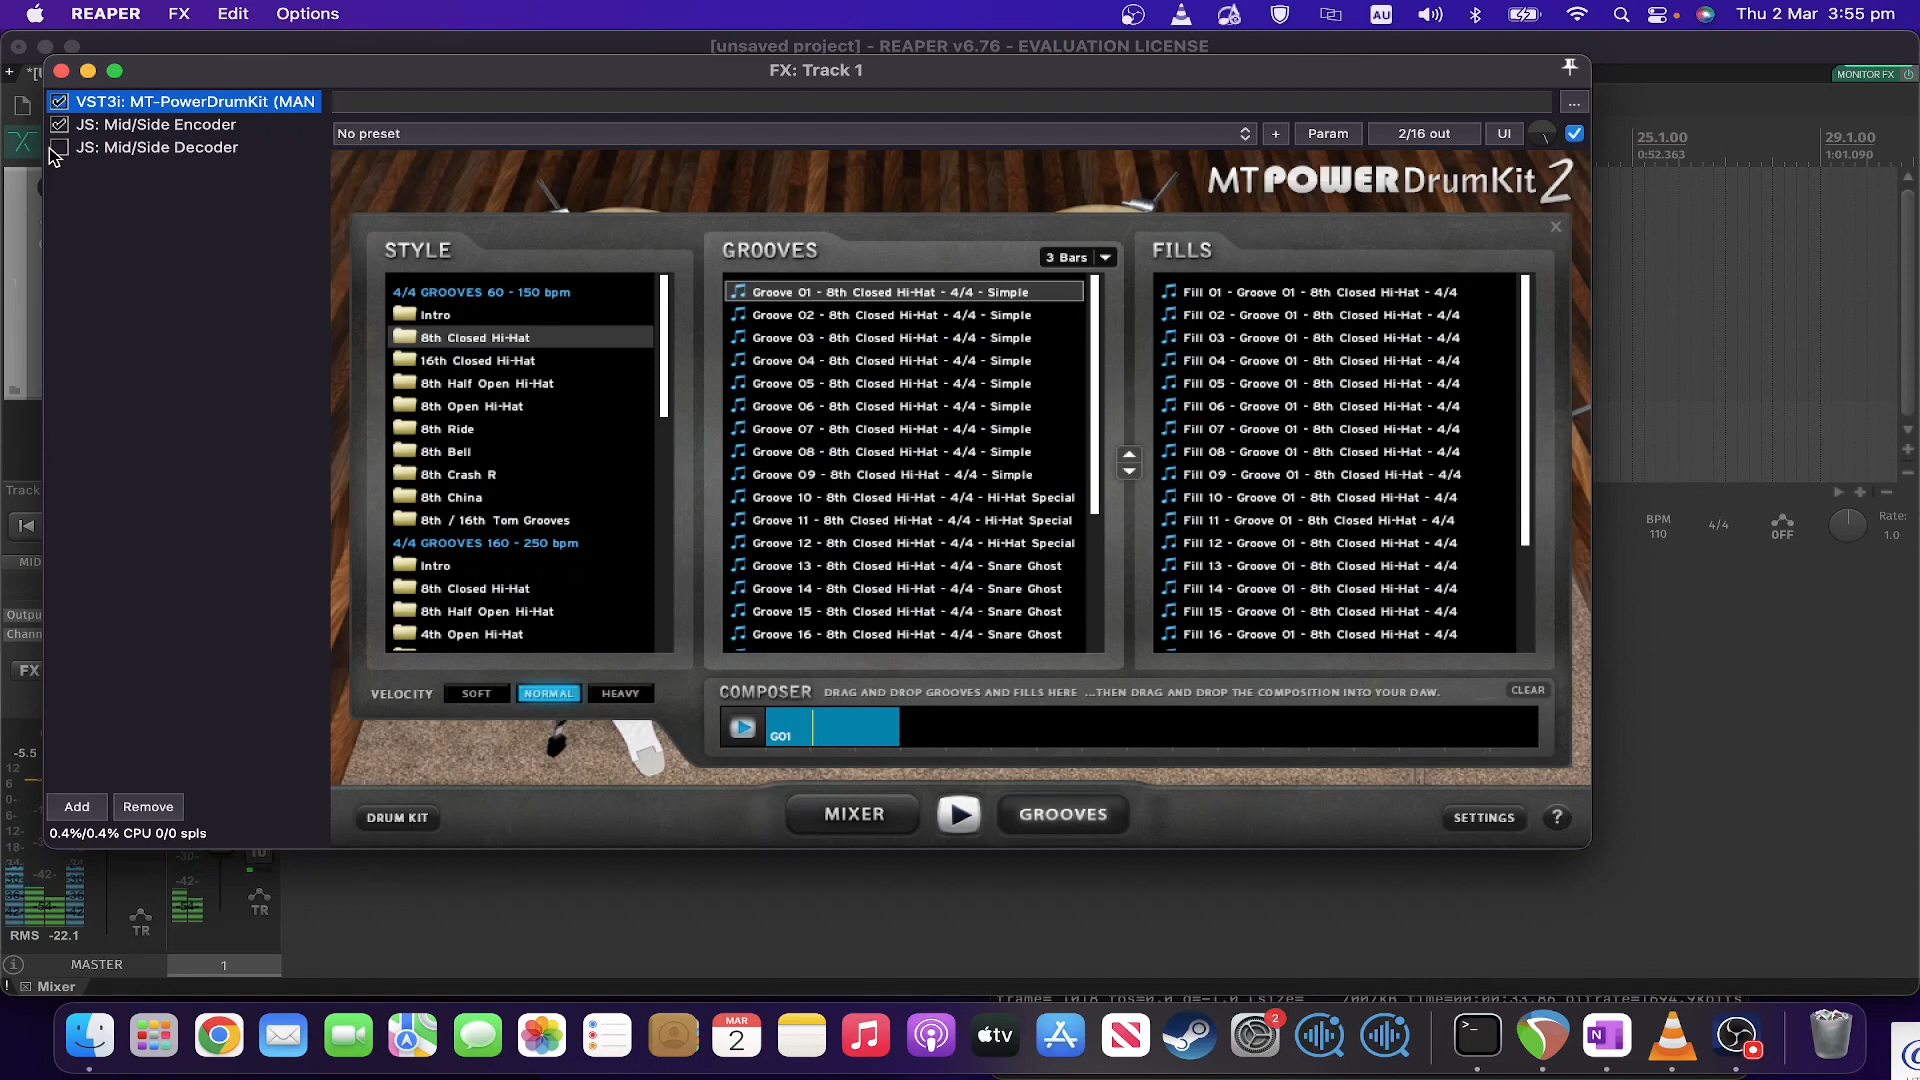 REAPER FX Edit Options
AU
Thu 2 Mar 3:55 pm
[unsaved project] - REAPER v6.76 - EVALUATION LICENSE
FX: Track 1
MONITOR FX
VST3i: MT-PowerDrumKit (MAN
JS: Mid/Side Encoder
JS: Mid/Side Decoder
...
No preset
+
Param
2/16 out
UI
25.1.00
0:52.363
29.1.00
1:01.090
MT POWER DrumKit 2
STYLE
4/4 GROOVES 60 - 150 bpm
Intro
8th Closed Hi-Hat
16th Closed Hi-Hat
8th Half Open Hi-Hat
8th Open Hi-Hat
8th Ride
8th Bell
8th Crash R
8th China
8th / 16th Tom Grooves
4/4 GROOVES 160 - 250 bpm
Intro
8th Closed Hi-Hat
8th Half Open Hi-Hat
4th Open Hi-Hat
GROOVES
3 Bars
Groove 01 - 8th Closed Hi-Hat - 4/4 - Simple
Groove 02 - 8th Closed Hi-Hat - 4/4 - Simple
Groove 03 - 8th Closed Hi-Hat - 4/4 - Simple
Groove 04 - 8th Closed Hi-Hat - 4/4 - Simple
Groove 05 - 8th Closed Hi-Hat - 4/4 - Simple
Groove 06 - 8th Closed Hi-Hat - 4/4 - Simple
Groove 07 - 8th Closed Hi-Hat - 4/4 - Simple
Groove 08 - 8th Closed Hi-Hat - 4/4 - Simple
Groove 09 - 8th Closed Hi-Hat - 4/4 - Simple
Groove 10 - 8th Closed Hi-Hat - 4/4 - Hi-Hat Special
Groove 11 - 8th Closed Hi-Hat - 4/4 - Hi-Hat Special
Groove 12 - 8th Closed Hi-Hat - 4/4 - Hi-Hat Special
Groove 13 - 8th Closed Hi-Hat - 4/4 - Snare Ghost
Groove 14 - 8th Closed Hi-Hat - 4/4 - Snare Ghost
Groove 15 - 8th Closed Hi-Hat - 4/4 - Snare Ghost
Groove 16 - 8th Closed Hi-Hat - 4/4 - Snare Ghost
FILLS
Fill 01 - Groove 01 - 8th Closed Hi-Hat - 4/4
Fill 02 - Groove 01 - 8th Closed Hi-Hat - 4/4
Fill 03 - Groove 01 - 8th Closed Hi-Hat - 4/4
Fill 04 - Groove 01 - 8th Closed Hi-Hat - 4/4
Fill 05 - Groove 01 - 8th Closed Hi-Hat - 4/4
Fill 06 - Groove 01 - 8th Closed Hi-Hat - 4/4
Fill 07 - Groove 01 - 8th Closed Hi-Hat - 4/4
Fill 08 - Groove 01 - 8th Closed Hi-Hat - 4/4
Fill 09 - Groove 01 - 8th Closed Hi-Hat - 4/4
Fill 10 - Groove 01 - 8th Closed Hi-Hat - 4/4
Fill 11 - Groove 01 - 8th Closed Hi-Hat - 4/4
Fill 12 - Groove 01 - 8th Closed Hi-Hat - 4/4
Fill 13 - Groove 01 - 8th Closed Hi-Hat - 4/4
Fill 14 - Groove 01 - 8th Closed Hi-Hat - 4/4
Fill 15 - Groove 01 - 8th Closed Hi-Hat - 4/4
Fill 16 - Groove 01 - 8th Closed Hi-Hat - 4/4
VELOCITY SOFT NORMAL HEAVY
COMPOSER DRAG AND DROP GROOVES AND FILLS HERE ...THEN DRAG AND DROP THE COMPOSITION INTO YOUR DAW.
CLEAR
G01
DRUM KIT
MIXER
GROOVES
SETTINGS
?
Add
Remove
0.4%/0.4% CPU 0/0 spls
BPM
110
4/4
OFF
Rate:
1.0
Track
MID
Outpu
Chann
FX
-5.5
12
6-
0-
6-
12-
18-
-30-
-42-
-42-
-54-
TR
TR
RMS -22.1
MASTER
1
! Mixer
MAR
2
tv
2